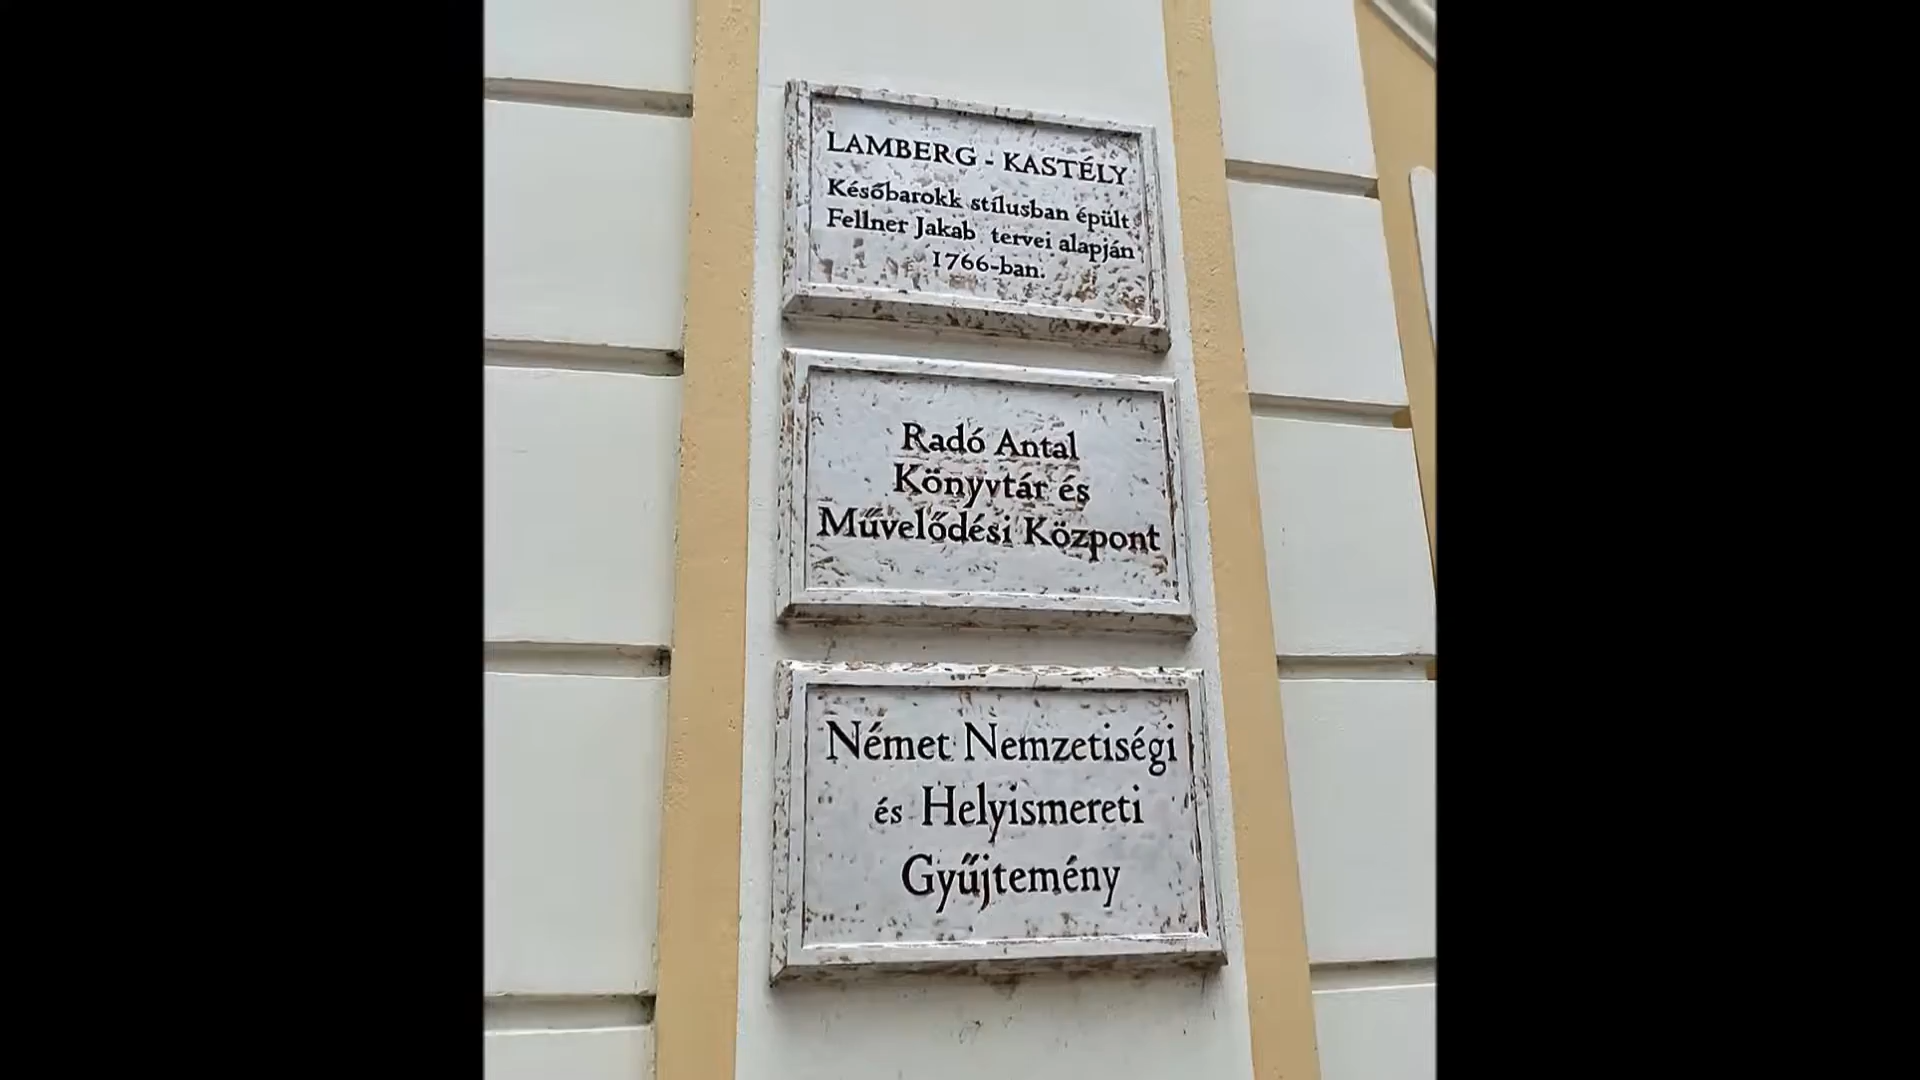 LAMBERG - KASTÉLY
Későbarokk stílusban épült
Fellner Jakab tervei alapján
1766-ban.
Radó Antal
Könyvtár és
Művelődési Központ
Német Nemzetiségi
és Helyismereti
Gyűjtemény